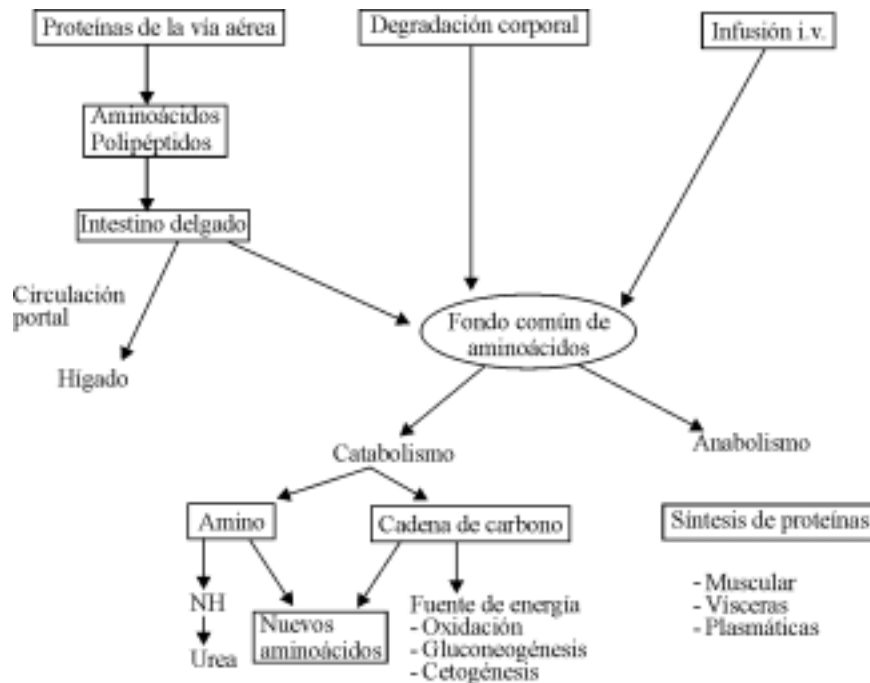 Proteínas de la vía aérea
Degradación corporal
Infusión i.v.
Aminoácidos
Polipéptidos
Intestino delgado
Circulación
portal
Hígado
Fondo común de
aminoácidos
Catabolismo
Anabolismo
Amino
Cadena de carbono
Síntesis de proteínas
NH
Urea
Nuevos
aminoácidos
Fuente de energía
- Oxidación
- Gluconeogénesis
- Cetogénesis
- Muscular
- Vísceras
- Plasmáticas